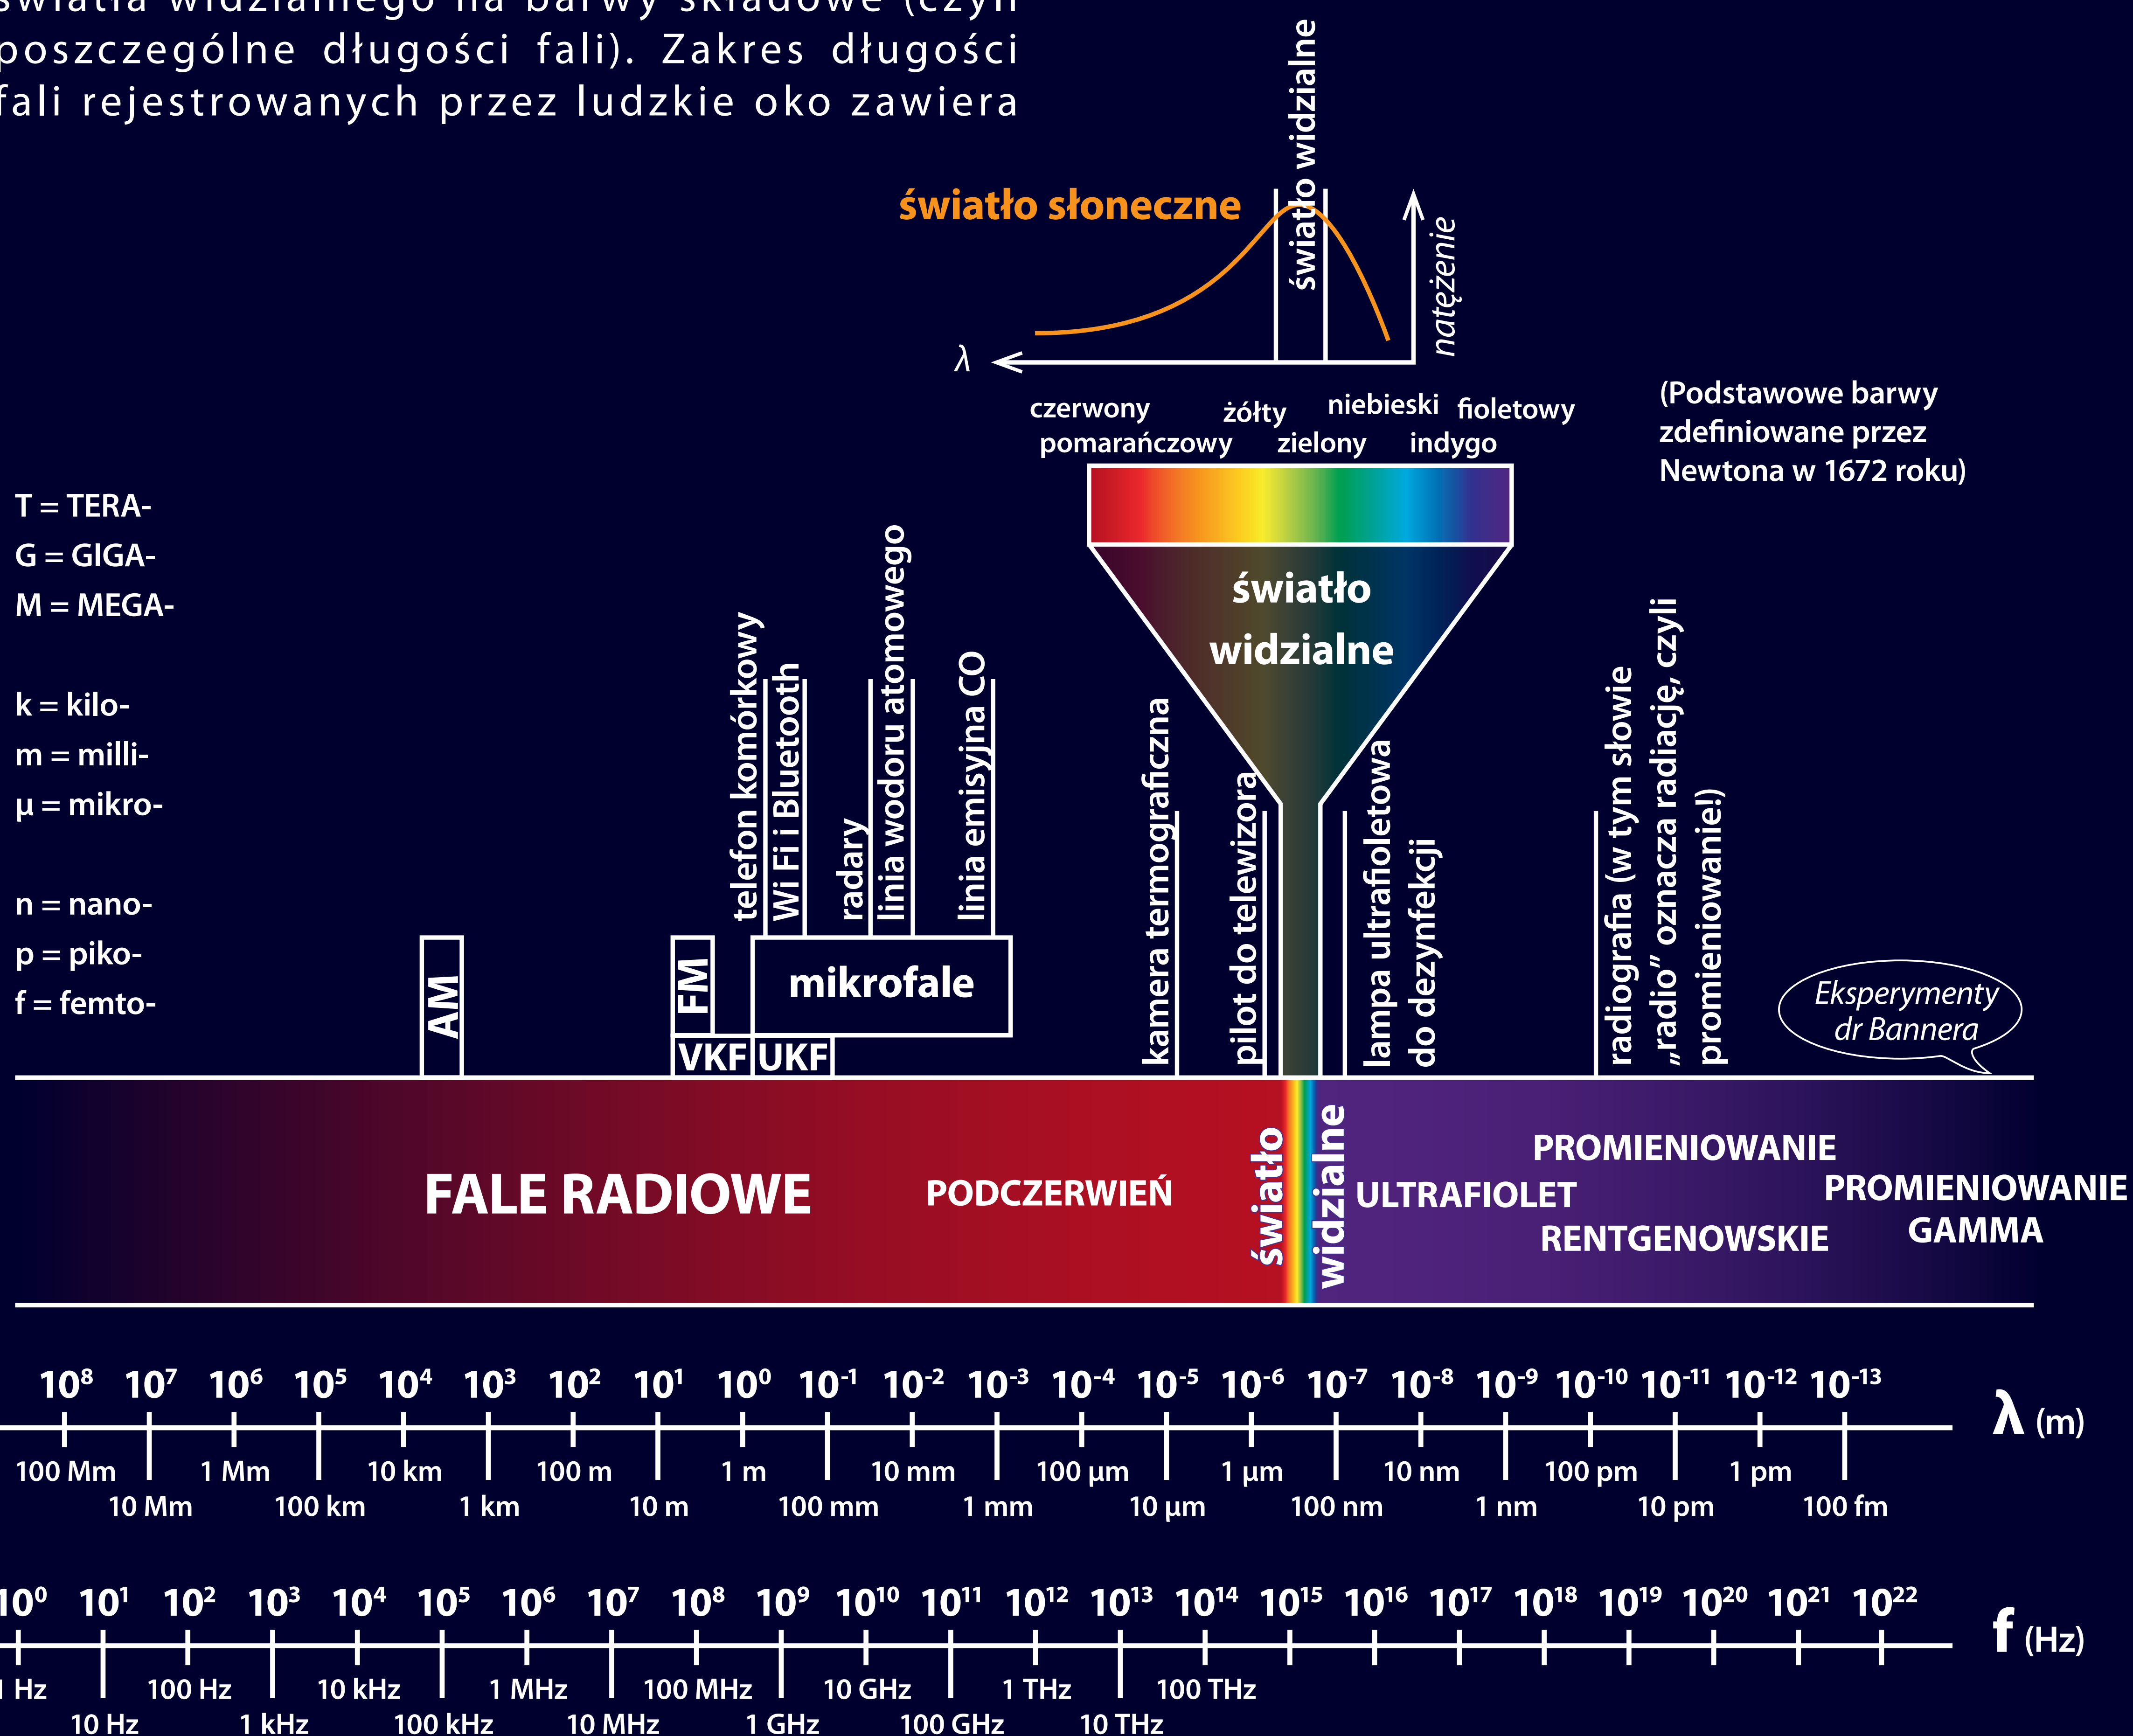 światła widzialnego na barwy składowe (czyli
poszczególne długości fali). Zakres długości
fali rejestrowanych przez ludzkie oko zawiera
światło widzialne
światło słoneczne
natężenie
λ
czerwony
żółty
niebieski
fioletowy
pomarańczowy
zielony
indygo
(Podstawowe barwy
zdefiniowane przez
Newtona w 1672 roku)
T = TERA-
G = GIGA-
M = MEGA-
k = kilo-
m = milli-
µ = mikro-
n = nano-
p = piko-
f = femto-
światło
widzialne
telefon komórkowy
Wi Fi i Bluetooth
radary
linia wodoru atomowego
linia emisyjna CO
kamera termograficzna
pilot do telewizora
lampa ultrafioletowa
do dezynfekcji
radiografia (w tym słowie
„radio” oznacza radiację, czyli
promieniowanie!)
Eksperymenty
dr Bannera
AM
FM
mikrofale
VKF
UKF
FALE RADIOWE
PODCZERWIEŃ
światło
widzialne
ULTRAFIOLET
PROMIENIOWANIE
RENTGENOWSKIE
PROMIENIOWANIE
GAMMA
10⁸ 10⁷ 10⁶ 10⁵ 10⁴ 10³ 10² 10¹ 10⁰ 10⁻¹ 10⁻² 10⁻³ 10⁻⁴ 10⁻⁵ 10⁻⁶ 10⁻⁷ 10⁻⁸ 10⁻⁹ 10⁻¹⁰ 10⁻¹¹ 10⁻¹² 10⁻¹³
λ (m)
100 Mm 1 Mm 10 km 100 m 1 m 10 mm 100 µm 1 µm 10 nm 100 pm 1 pm
10 Mm 100 km 1 km 10 m 100 mm 1 mm 10 µm 100 nm 1 nm 10 pm 100 fm
10⁰ 10¹ 10² 10³ 10⁴ 10⁵ 10⁶ 10⁷ 10⁸ 10⁹ 10¹⁰ 10¹¹ 10¹² 10¹³ 10¹⁴ 10¹⁵ 10¹⁶ 10¹⁷ 10¹⁸ 10¹⁹ 10²⁰ 10²¹ 10²²
f (Hz)
1 Hz 100 Hz 10 kHz 1 MHz 100 MHz 10 GHz 1 THz 100 THz
10 Hz 1 kHz 100 kHz 10 MHz 1 GHz 100 GHz 10 THz